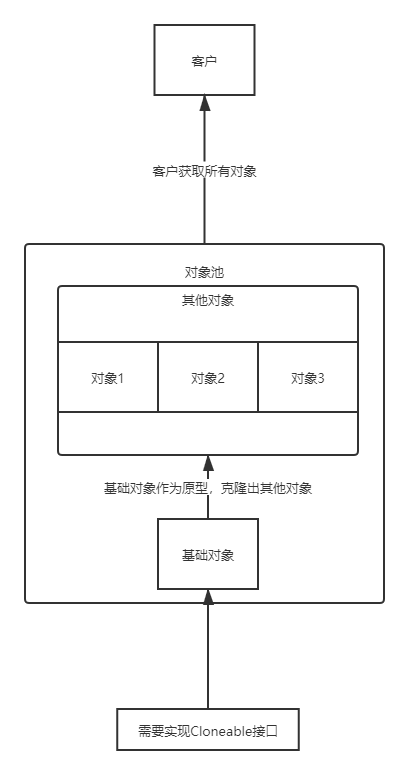 客户
客户获取所有对象
对象池
其他对象
对象1
对象2
对象3
基础对象作为原型，克隆出其他对象
基础对象
需要实现Cloneable接口